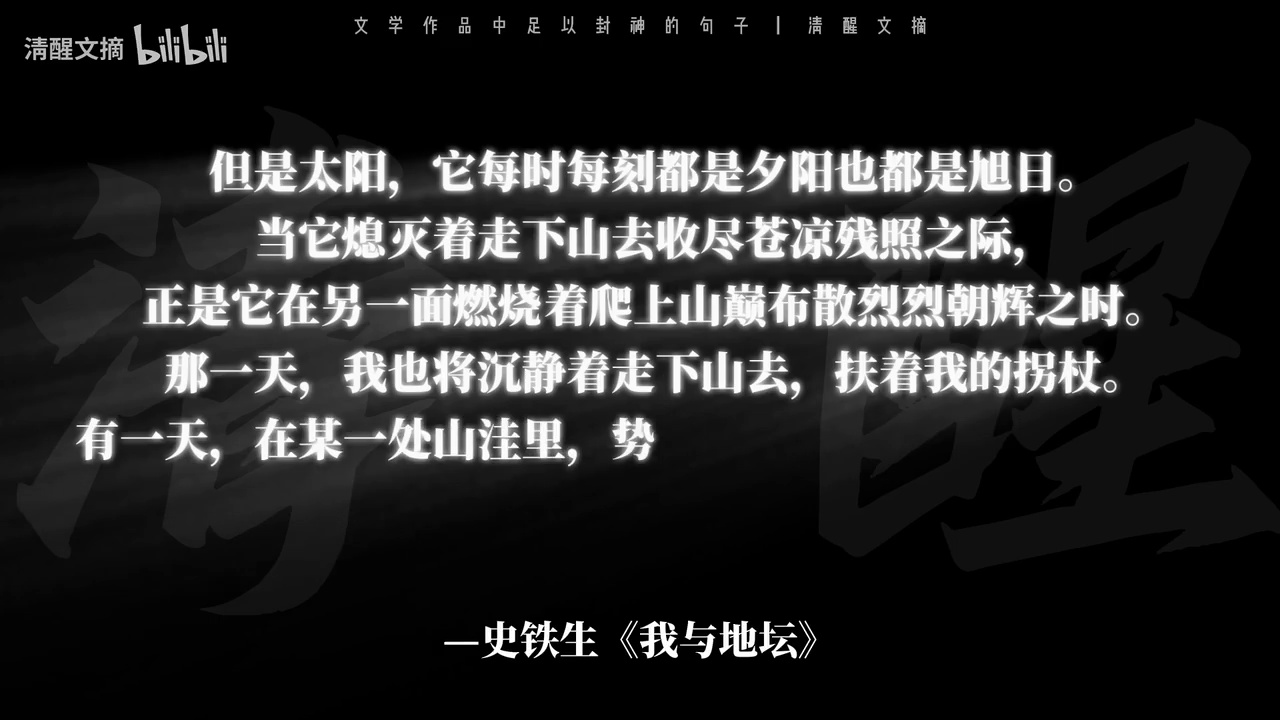 文学作品中足以封神的句子 | 清醒文摘
清醒文摘 bilibili
但是太阳，它每时每刻都是夕阳也都是旭日。
当它熄灭着走下山去收尽苍凉残照之际，
正是它在另一面燃烧着爬上山巅布散烈烈朝辉之时。
那一天，我也将沉静着走下山去，扶着我的拐杖。
有一天，在某一处山洼里，势
—史铁生《我与地坛》
清醒